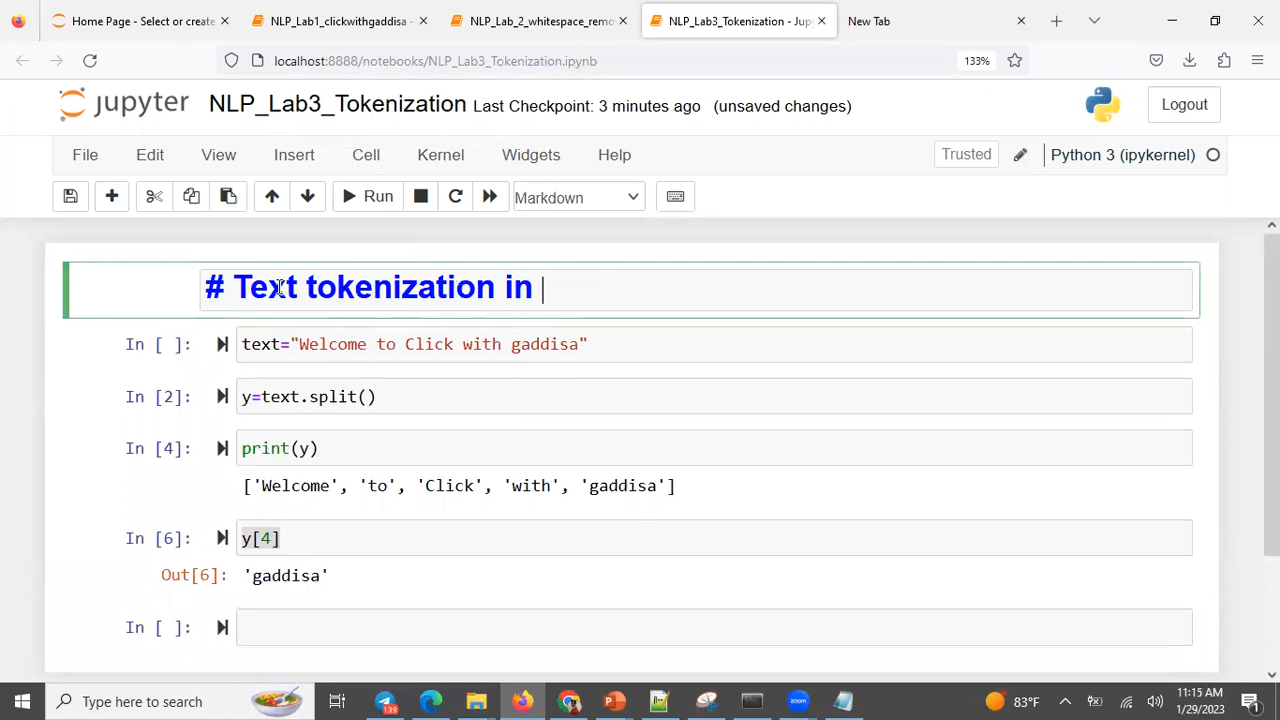 Home Page - Select or create
NLP_Lab1_clickwithgaddisa -
NLP_Lab_2_whitespace_remo
NLP_Lab3_Tokenization - Jup
New Tab
localhost:8888/notebooks/NLP_Lab3_Tokenization.ipynb
133%
jupyter NLP_Lab3_Tokenization Last Checkpoint: 3 minutes ago (unsaved changes)
Logout
File Edit View Insert Cell Kernel Widgets Help
Trusted
Python 3 (ipykernel)
Run
Markdown
# Text tokenization in
In [ ]: text="Welcome to Click with gaddisa"
In [2]: y=text.split()
In [4]: print(y)
['Welcome', 'to', 'Click', 'with', 'gaddisa']
In [6]: y[4]
Out[6]: 'gaddisa'
In [ ]:
Type here to search
139
83°F
11:15 AM
1/29/2023
1